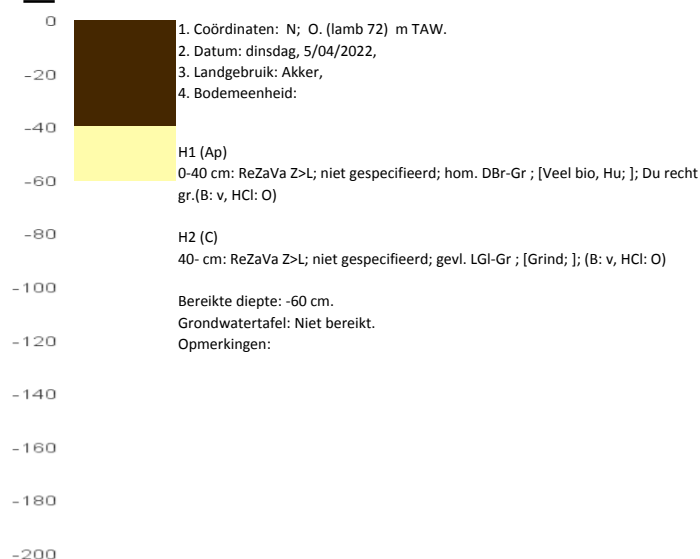 0
-20
-40
-60
-80
-100
-120
-140
-160
-180
-200
1. Coördinaten: N; O. (lamb 72) m TAW.
2. Datum: dinsdag, 5/04/2022,
3. Landgebruik: Akker,
4. Bodemeenheid:
H1 (Ap)
0-40 cm: ReZaVa Z>L; niet gespecifieerd; hom. DBr-Gr ; [Veel bio, Hu; ]; Du recht
gr.(B: v, HCl: O)
H2 (C)
40- cm: ReZaVa Z>L; niet gespecifieerd; gevl. LGl-Gr ; [Grind; ]; (B: v, HCl: O)
Bereikte diepte: -60 cm.
Grondwatertafel: Niet bereikt.
Opmerkingen: